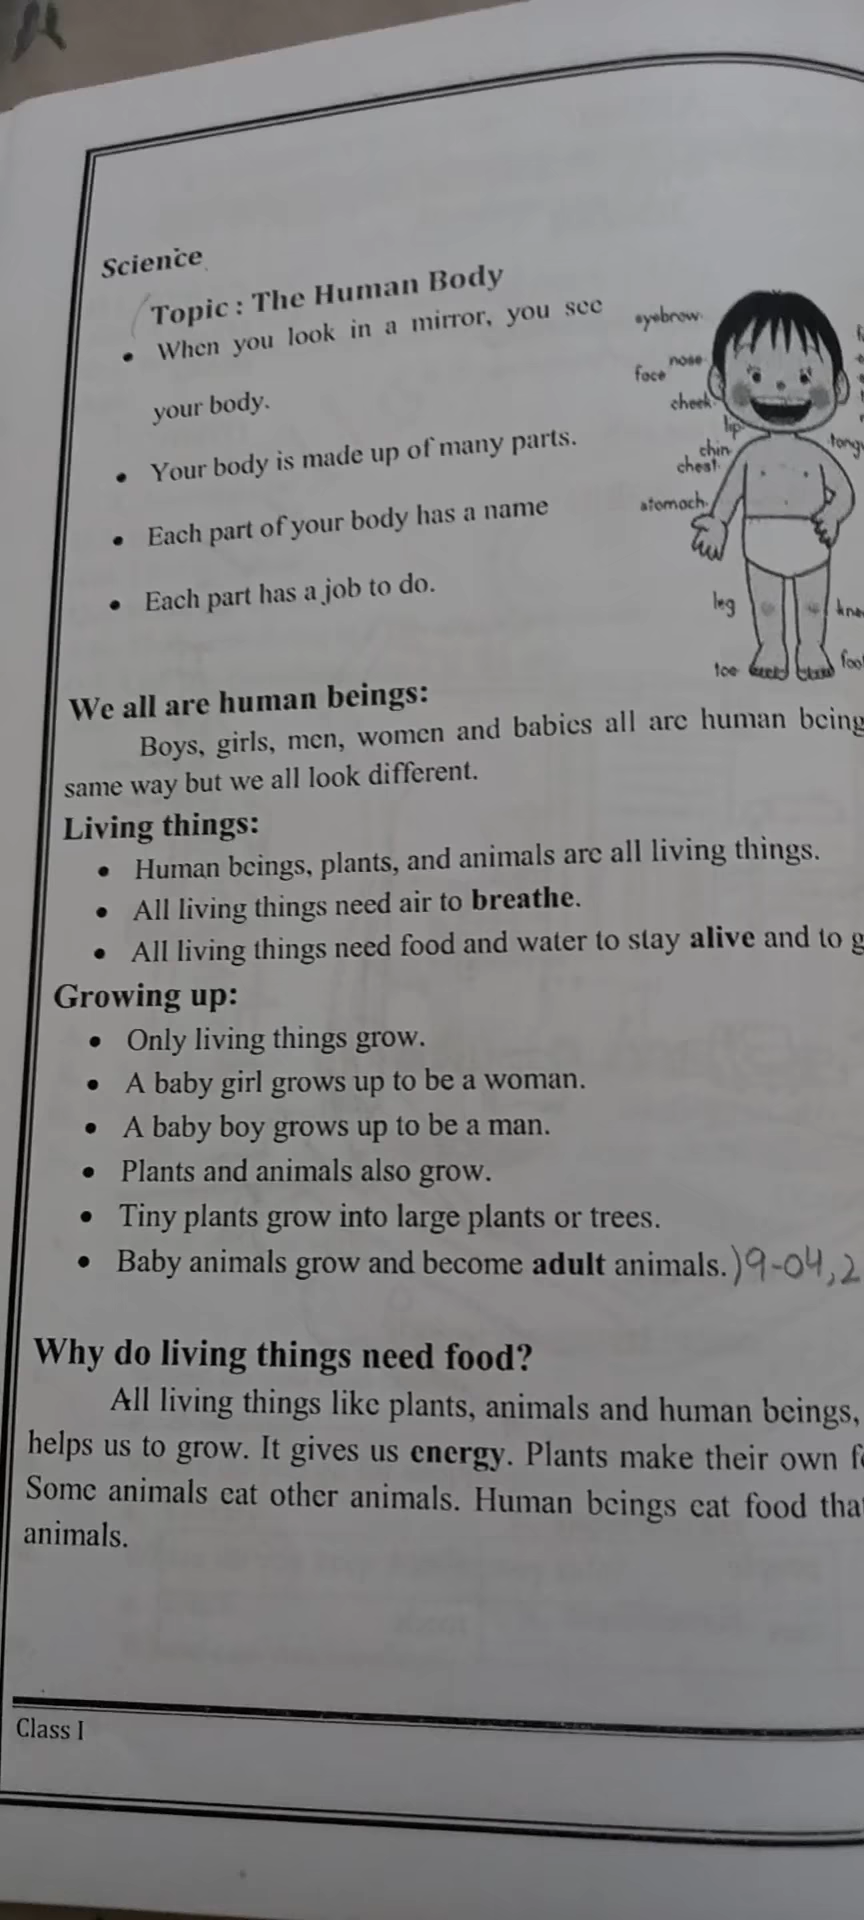 Science
Topic : The Human Body
• When you look in a mirror, you see
your body.
• Your body is made up of many parts.
• Each part of your body has a name
• Each part has a job to do.
eyebrow
nose
face
cheek
lip
chin
chest
stomach
leg
toe
We all are human beings:
Boys, girls, men, women and babies all are human being
same way but we all look different.
Living things:
• Human beings, plants, and animals are all living things.
• All living things need air to breathe.
• All living things need food and water to stay alive and to g
Growing up:
• Only living things grow.
• A baby girl grows up to be a woman.
• A baby boy grows up to be a man.
• Plants and animals also grow.
• Tiny plants grow into large plants or trees.
• Baby animals grow and become adult animals.)9-04,2
Why do living things need food?
All living things like plants, animals and human beings,
helps us to grow. It gives us energy. Plants make their own
Some animals eat other animals. Human beings eat food
animals.
Class I